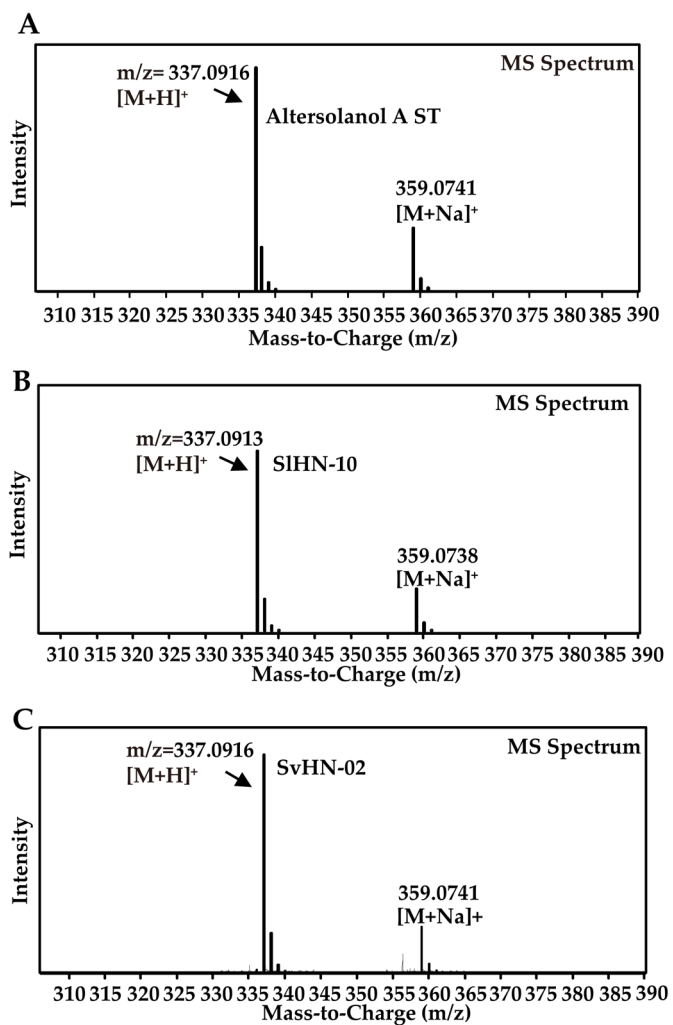 A
MS Spectrum
m/z= 337.0916
[M+H]⁺
Altersolanol A ST
359.0741
[M+Na]⁺
Intensity
310 315 320 325 330 335 340 345 350 355 360 365 370 375 380 385 390
Mass-to-Charge (m/z)
B
MS Spectrum
m/z=337.0913
[M+H]⁺
SlHN-10
359.0738
[M+Na]⁺
Intensity
310 315 320 325 330 335 340 345 350 355 360 365 370 375 380 385 390
Mass-to-Charge (m/z)
C
MS Spectrum
m/z=337.0916
[M+H]⁺
SvHN-02
359.0741
[M+Na]+
Intensity
310 315 320 325 330 335 340 345 350 355 360 365 370 375 380 385 390
Mass-to-Charge (m/z)